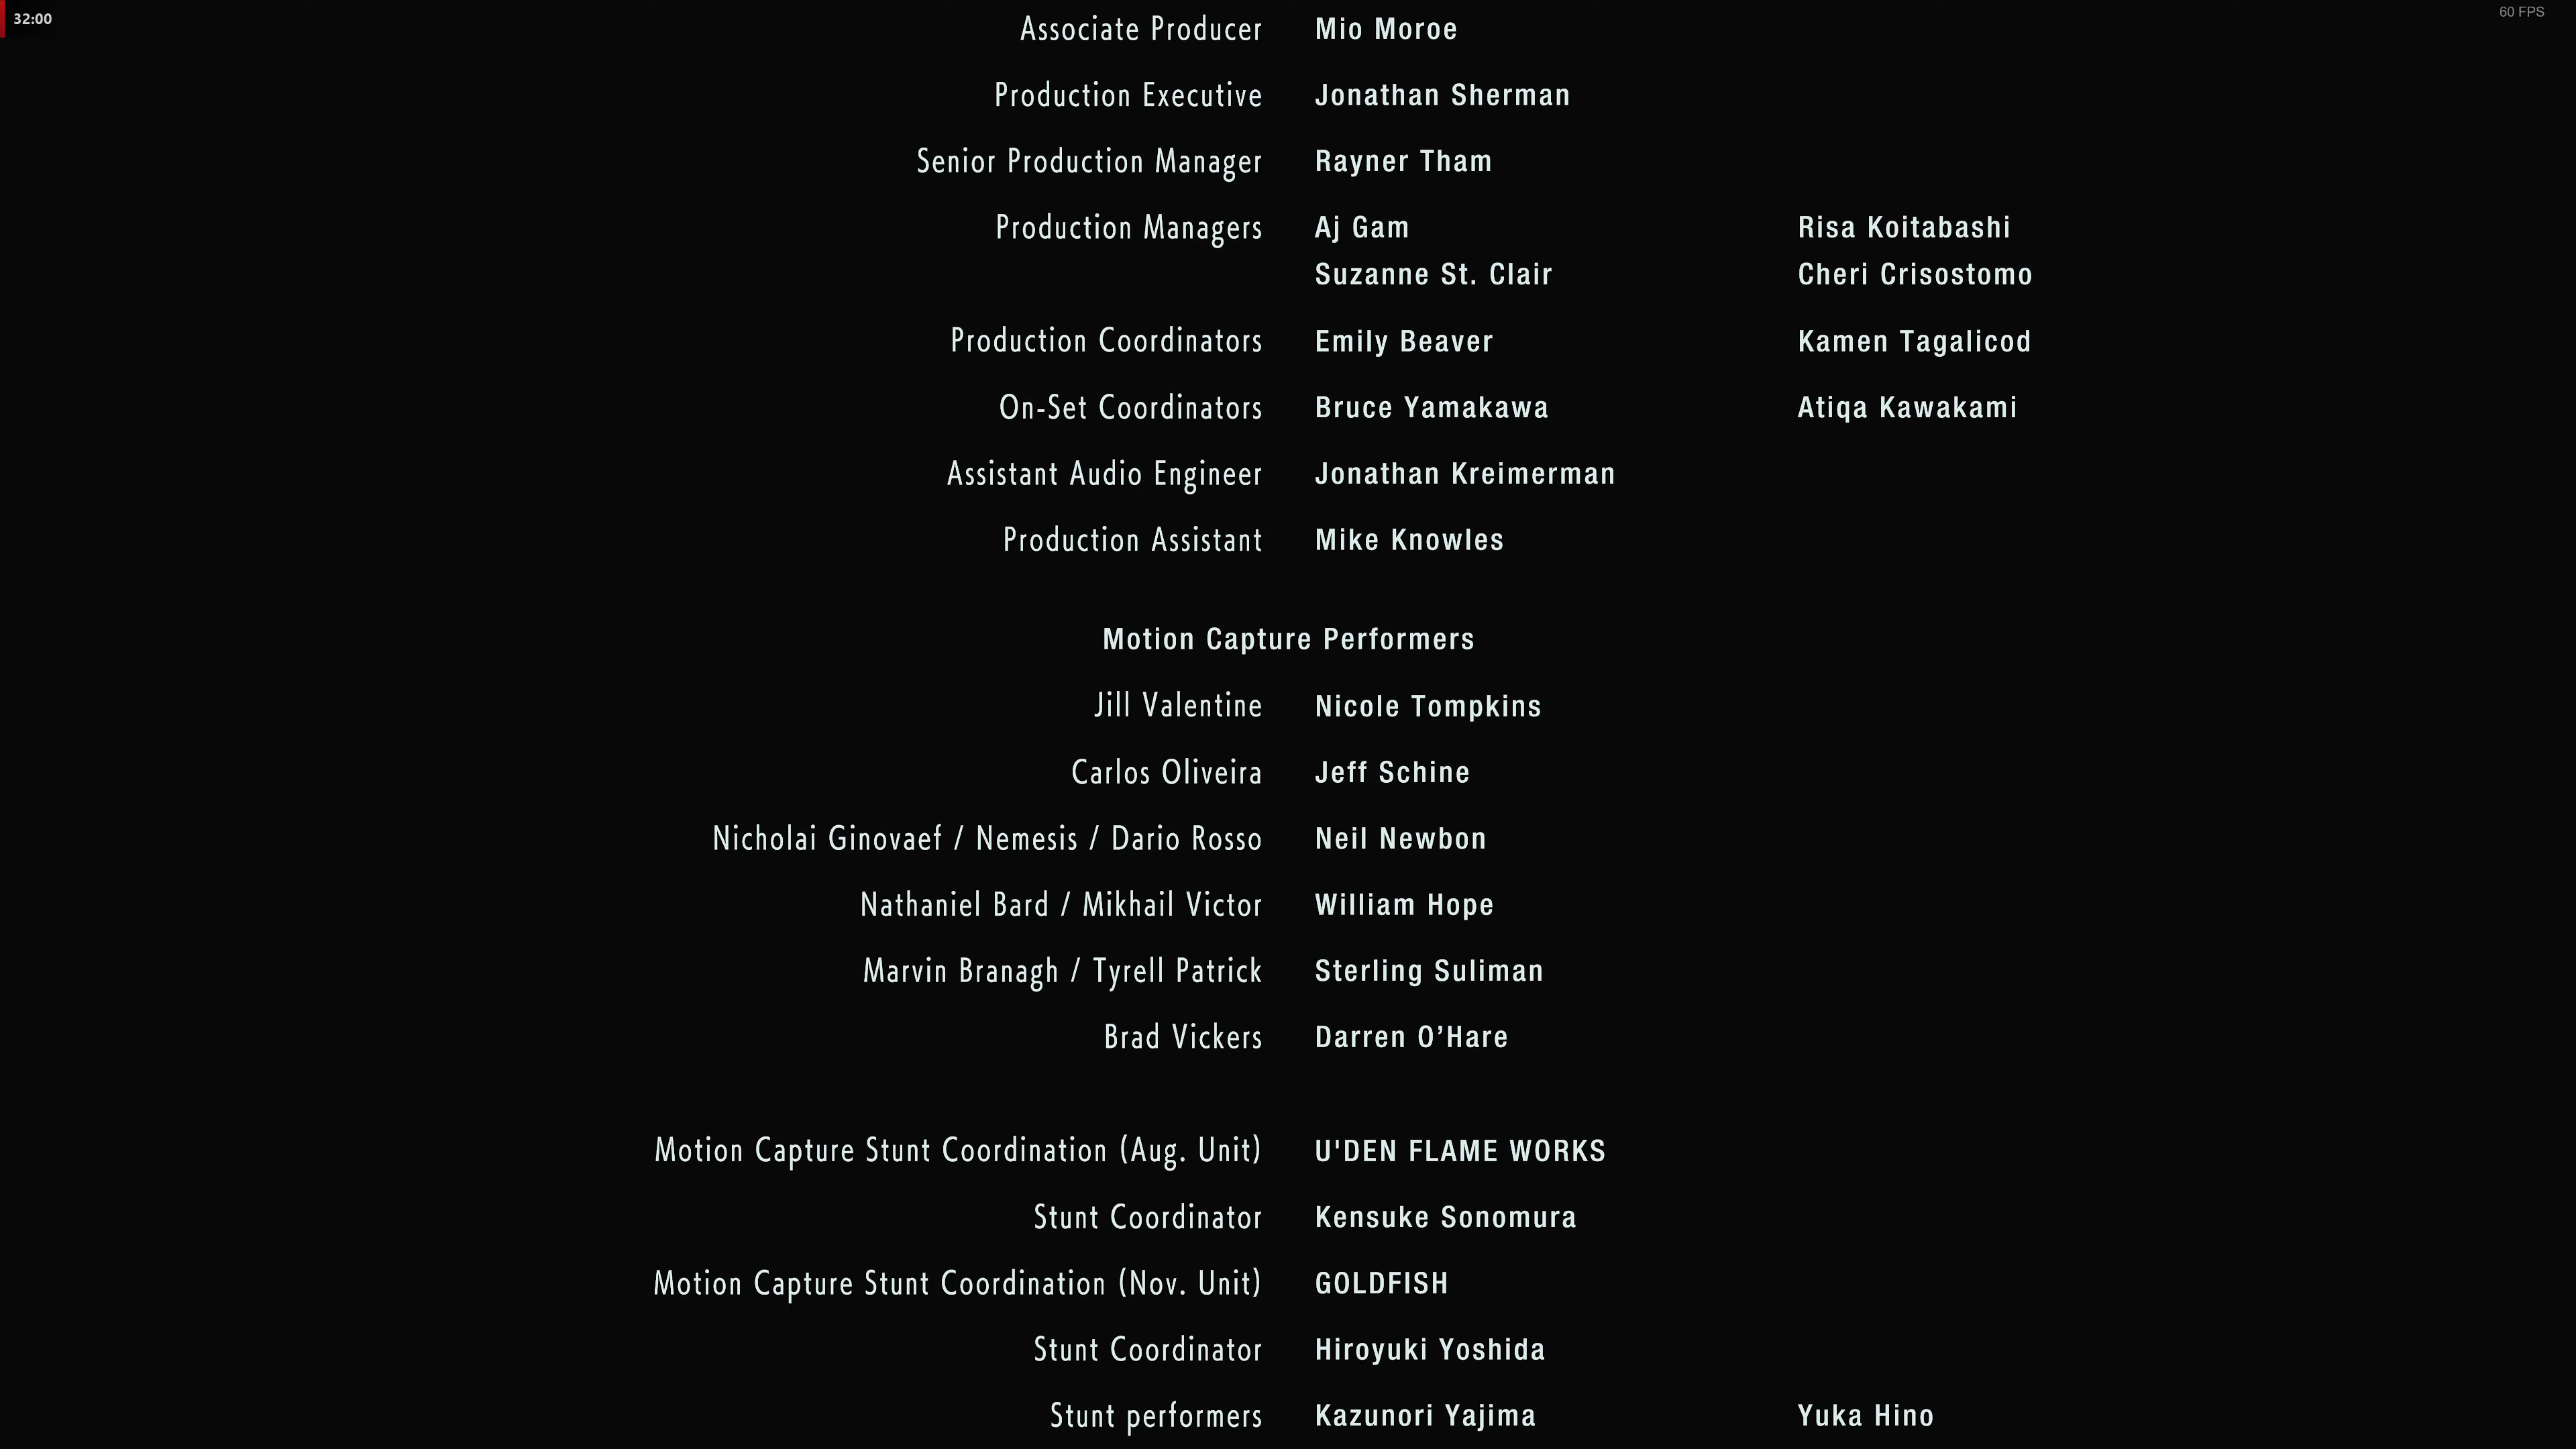 32:00
60 FPS
Associate Producer Mio Moroe
Production Executive Jonathan Sherman
Senior Production Manager Rayner Tham
Production Managers Aj Gam Risa Koitabashi
Suzanne St. Clair Cheri Crisostomo
Production Coordinators Emily Beaver Kamen Tagalicod
On-Set Coordinators Bruce Yamakawa Atiqa Kawakami
Assistant Audio Engineer Jonathan Kreimerman
Production Assistant Mike Knowles
Motion Capture Performers
Jill Valentine Nicole Tompkins
Carlos Oliveira Jeff Schine
Nicholai Ginovaef / Nemesis / Dario Rosso Neil Newbon
Nathaniel Bard / Mikhail Victor William Hope
Marvin Branagh / Tyrell Patrick Sterling Suliman
Brad Vickers Darren O’Hare
Motion Capture Stunt Coordination (Aug. Unit) U'DEN FLAME WORKS
Stunt Coordinator Kensuke Sonomura
Motion Capture Stunt Coordination (Nov. Unit) GOLDFISH
Stunt Coordinator Hiroyuki Yoshida
Stunt performers Kazunori Yajima Yuka Hino